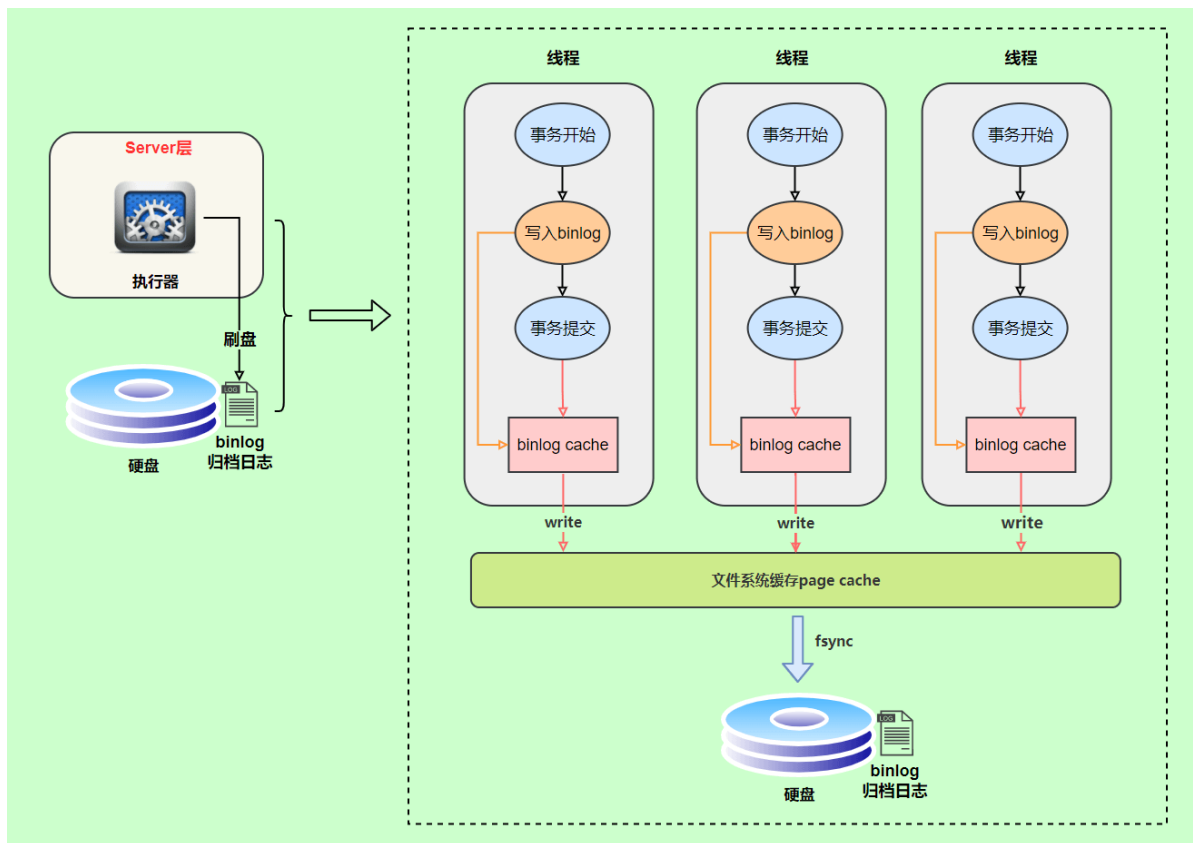 Server层
执行器
刷盘
LOG
binlog
归档日志
硬盘
线程
线程
线程
事务开始
事务开始
事务开始
写入binlog
写入binlog
写入binlog
事务提交
事务提交
事务提交
binlog cache
binlog cache
binlog cache
write
write
write
文件系统缓存page cache
fsync
LOG
binlog
归档日志
硬盘